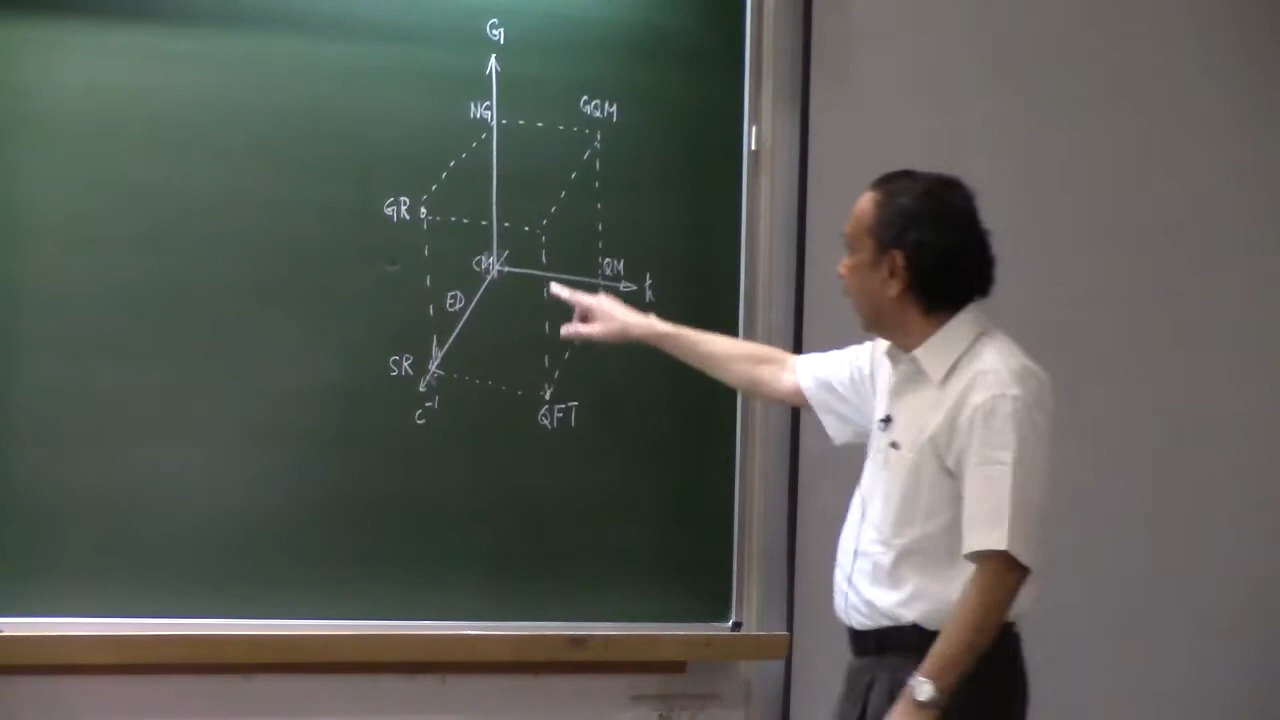 G
NG GQM
GR
CM QM
ħ
ED
SR
c⁻¹
QFT